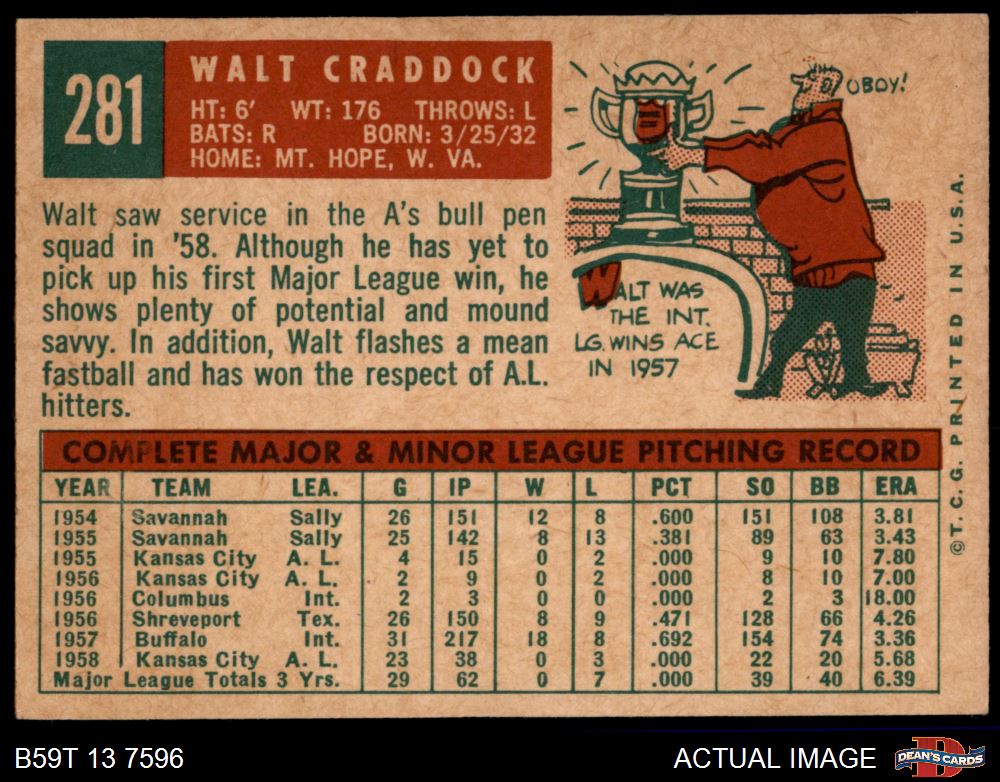 281
WALT CRADDOCK
HT: 6' WT: 176 THROWS: L
BATS: R BORN: 3/25/32
HOME: MT. HOPE, W. VA.
Walt saw service in the A's bull pen
squad in '58. Although he has yet to
pick up his first Major League win, he
shows plenty of potential and mound
savvy. In addition, Walt flashes a mean
fastball and has won the respect of A.L.
hitters.
OBOY!
WALT WAS
THE INT.
LG. WINS ACE
IN 1957
COMPLETE MAJOR & MINOR LEAGUE PITCHING RECORD
YEAR TEAM LEA. G IP W L PCT SO BB ERA
1954 Savannah Sally 26 151 12 8 .600 151 108 3.81
1955 Savannah Sally 25 142 8 13 .381 89 63 3.43
1955 Kansas City A. L. 4 15 0 2 .000 9 10 7.80
1956 Kansas City A. L. 2 9 0 2 .000 8 10 7.00
1956 Columbus Int. 2 3 0 0 .000 2 3 18.00
1956 Shreveport Tex. 26 150 8 9 .471 128 66 4.26
1957 Buffalo Int. 31 217 18 8 .692 154 74 3.36
1958 Kansas City A. L. 23 38 0 3 .000 22 20 5.68
Major League Totals 3 Yrs. 29 62 0 7 .000 39 40 6.39
© T. C. G. PRINTED IN U.S.A.
B59T 13 7596
ACTUAL IMAGE
D
DEAN'S CARDS